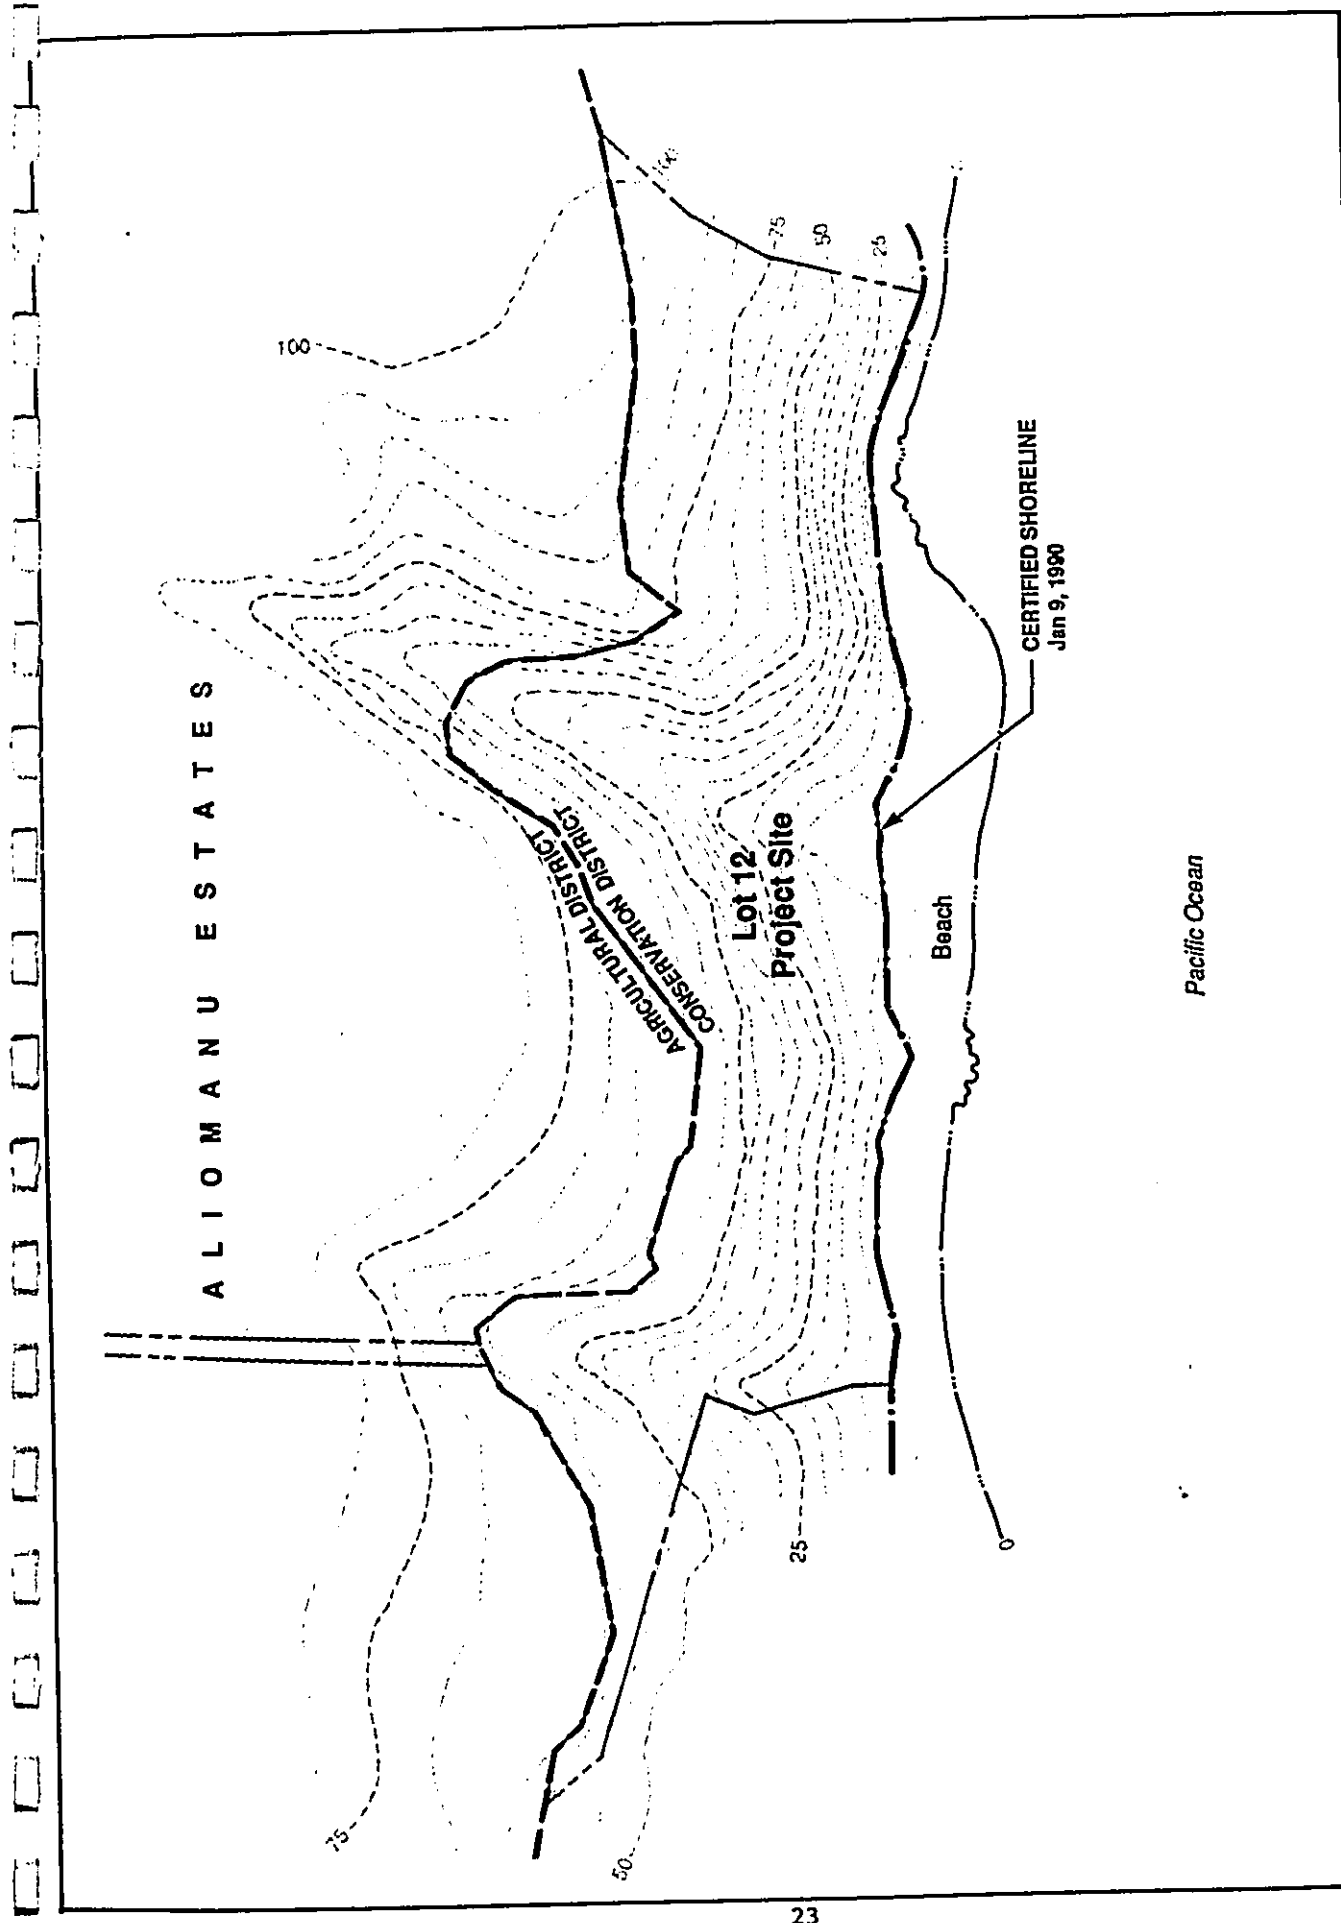 ALIOMANU ESTATES
100
100
75
50
25
AGRICULTURAL DISTRICT
CONSERVATION DISTRICT
Lot 12
Project Site
CERTIFIED SHORELINE
Jan 9, 1990
Beach
Pacific Ocean
75
50
25
0
23